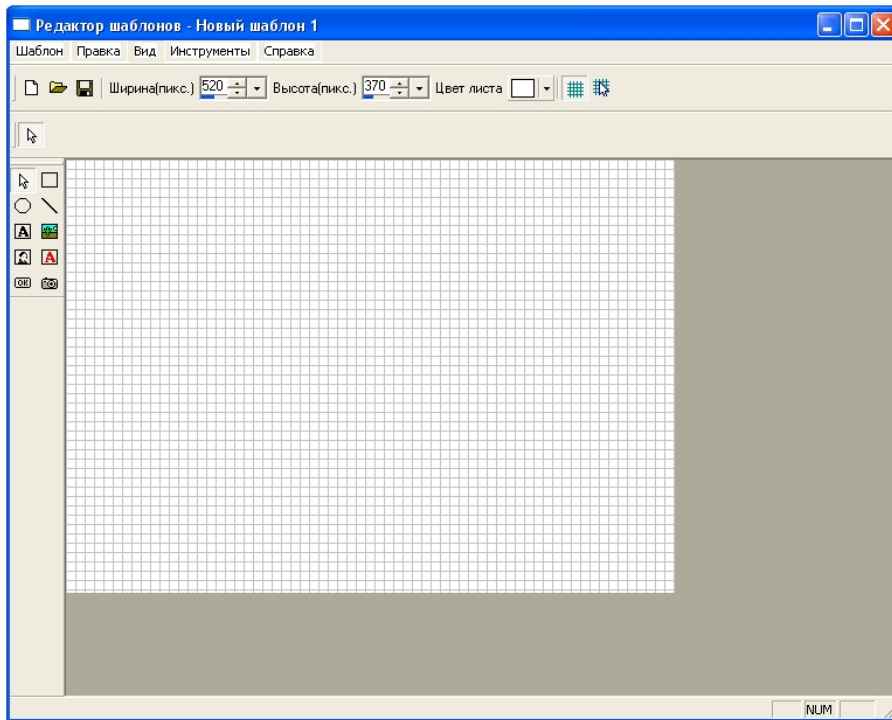 Редактор шаблонов - Новый шаблон 1
Шаблон Правка Вид Инструменты Справка
Ширина(пикс.) 520 Высота(пикс.) 370 Цвет листа
A
A
OK
NUM